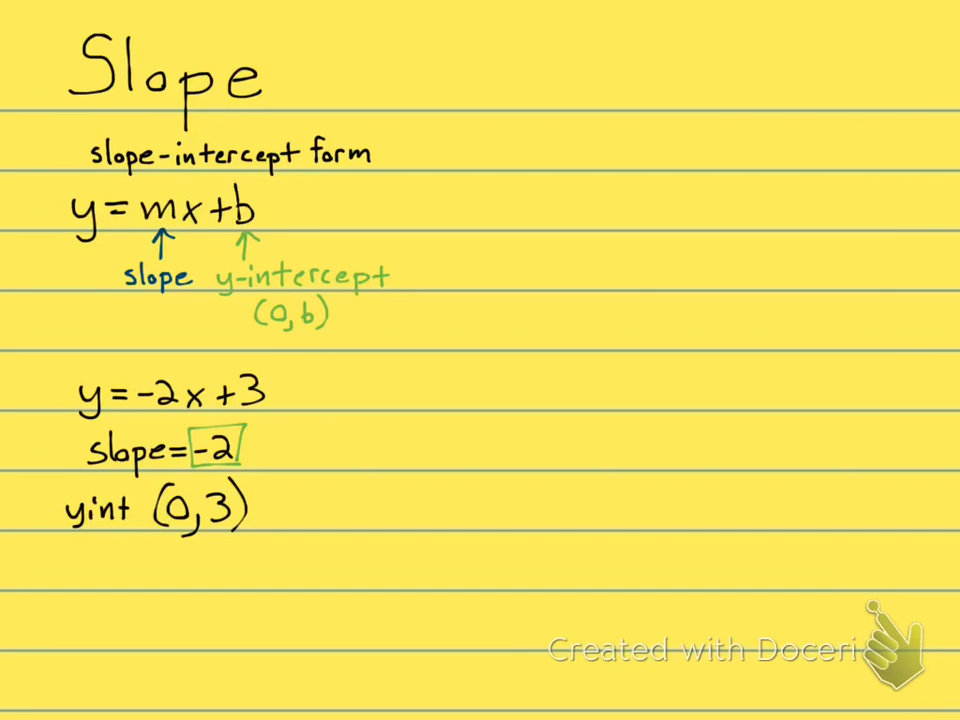 Slope
slope-intercept form
y=mx+b
slope y-intercept
(0,b)
y=-2x+3
slope=-2
yint (0,3)
Created with Doceri